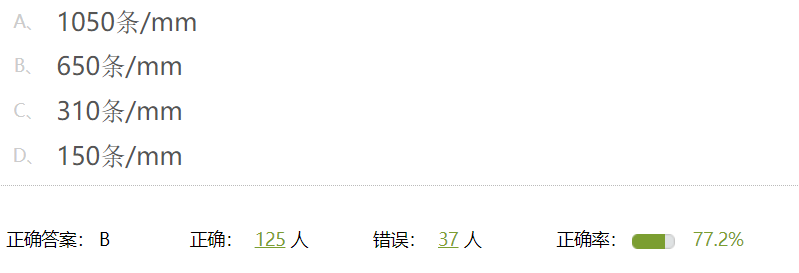 A、 1050条/mm
B、 650条/mm
C、 310条/mm
D、 150条/mm
正确答案： B 正确： 125 人 错误： 37 人 正确率： 77.2%